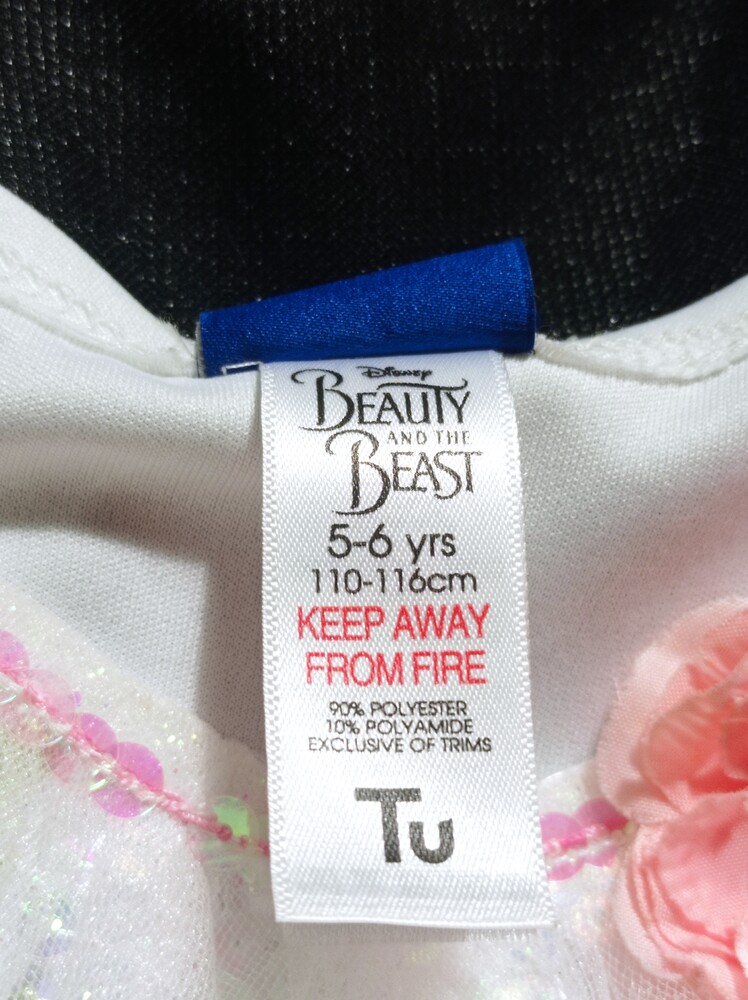 Disney
BEAUTY
AND THE
BEAST
5-6 yrs
110-116cm
KEEP AWAY
FROM FIRE
90% POLYESTER
10% POLYAMIDE
EXCLUSIVE OF TRIMS
Tu